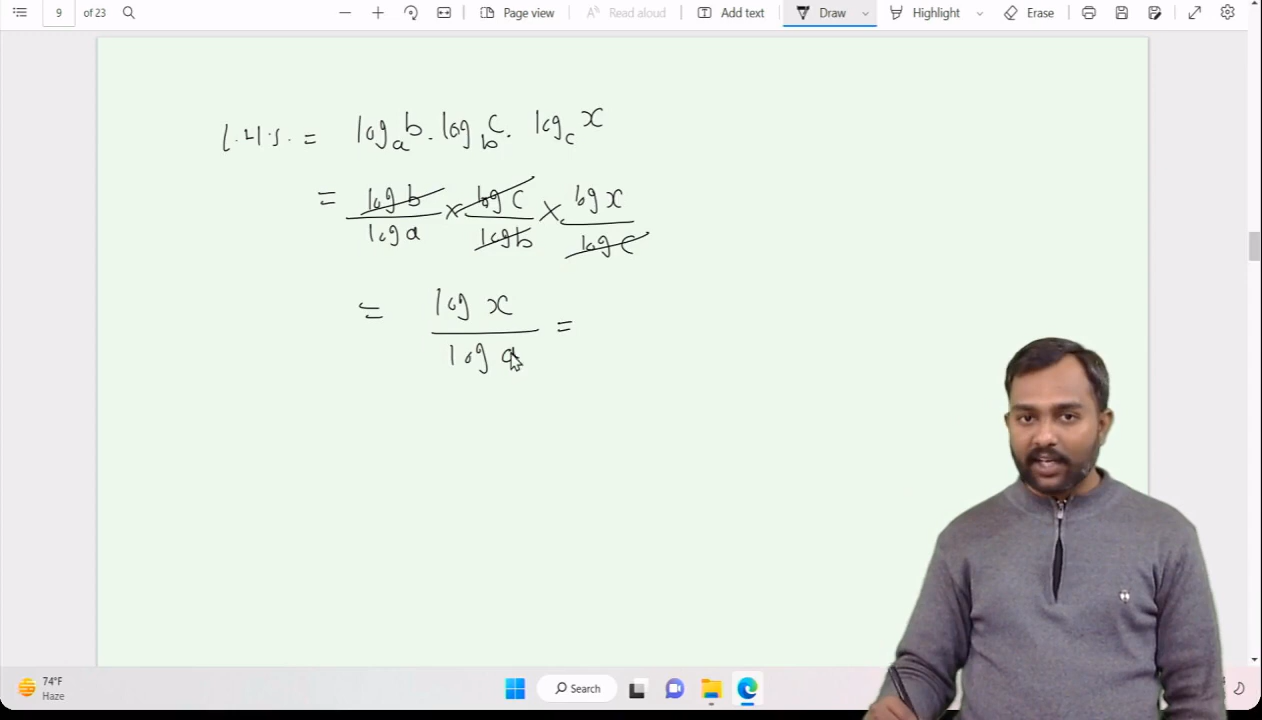 9 of 23 Page view Read aloud Add text Draw Highlight Erase
L.H.S. = log_a b . log_b c . log_c x
= log b / log a × log c / log b × log x / log c
= log x / log a =
74°F
Haze
Search